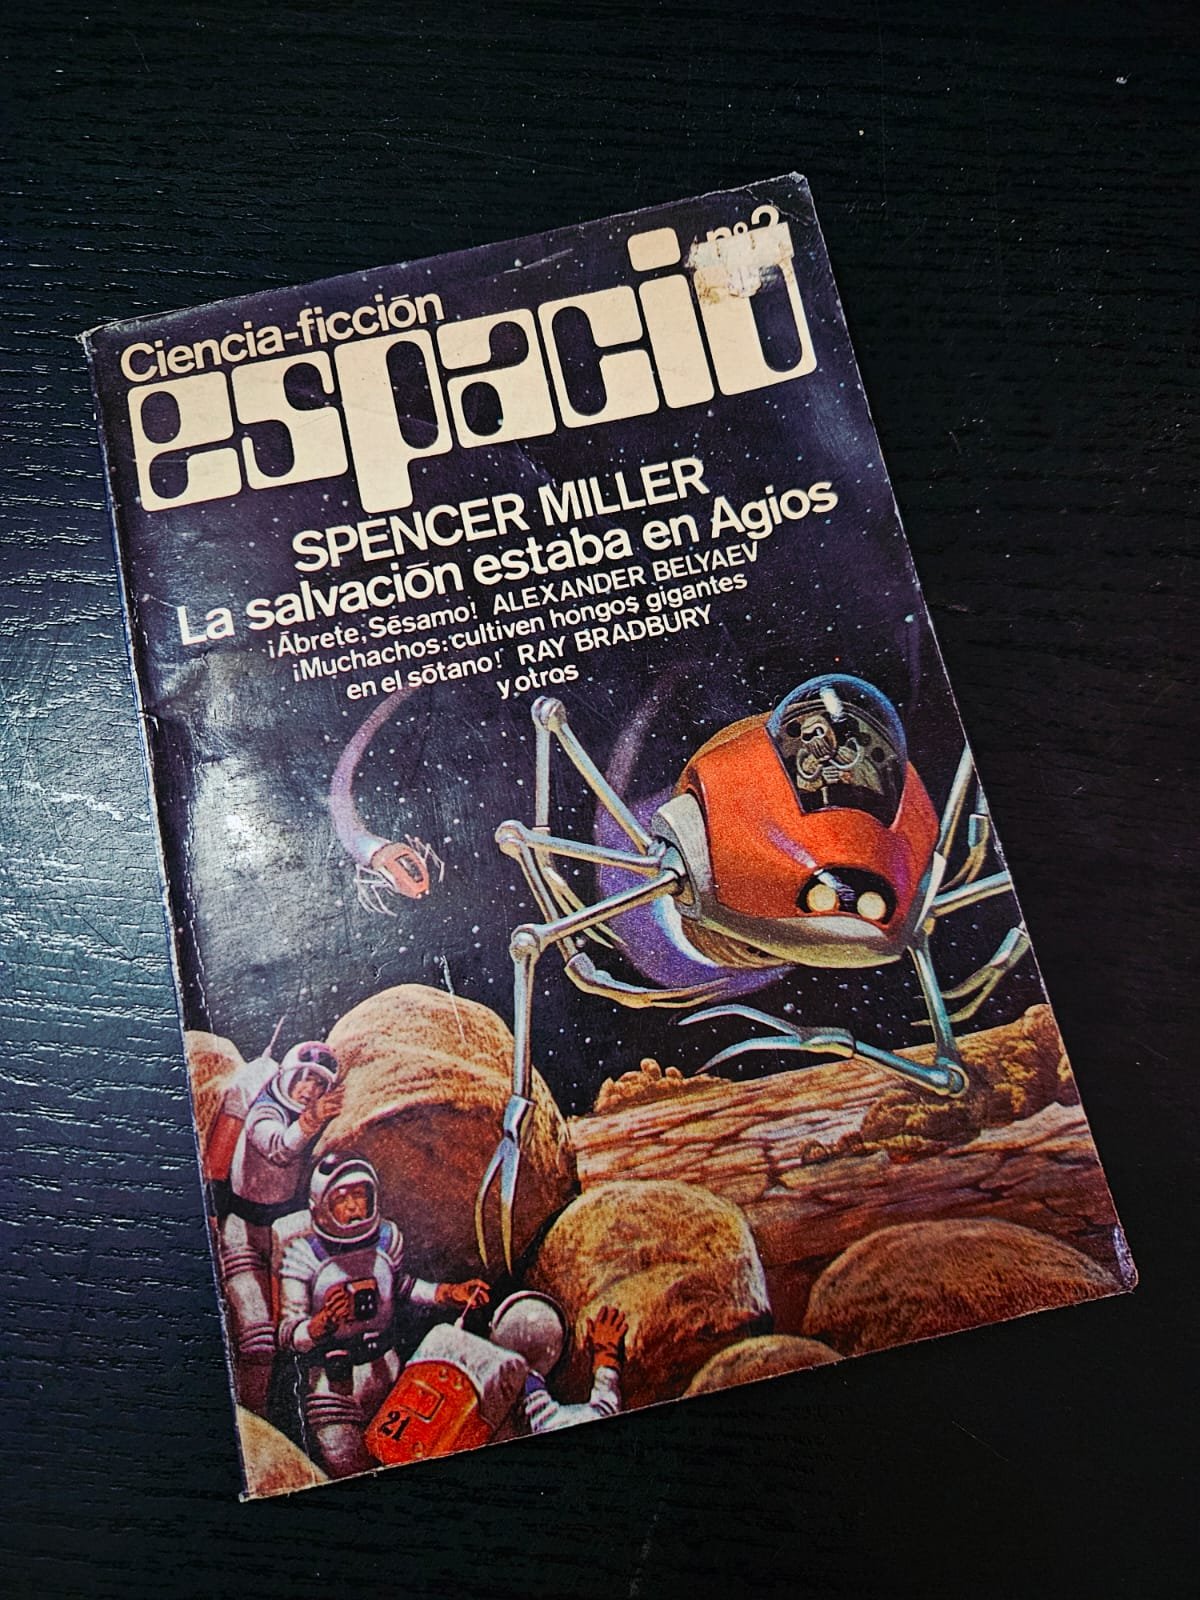 nº 2
Ciencia-ficción
espacio
SPENCER MILLER
La salvación estaba en Agios
¡Ábrete, Sésamo! ALEXANDER BELYAEV
¡Muchachos: cultiven hongos gigantes
en el sótano! RAY BRADBURY
y otros
21